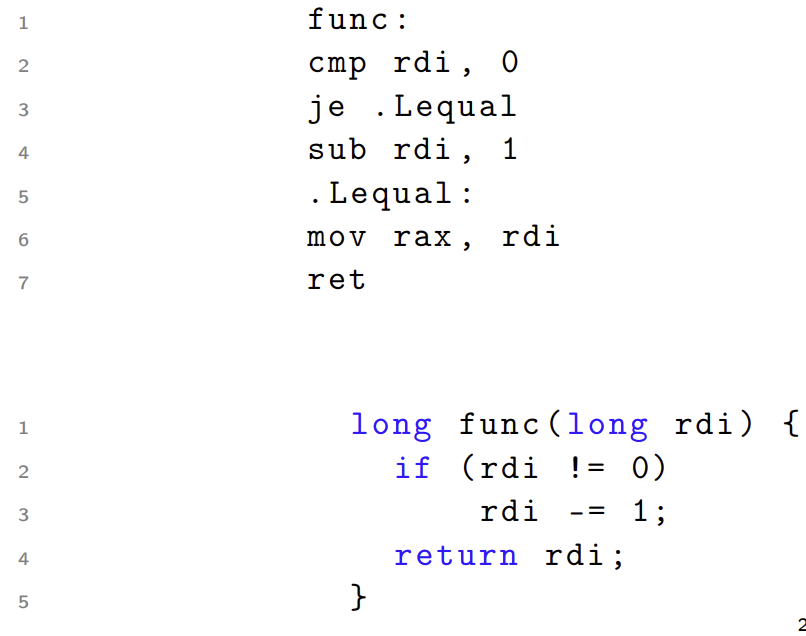 1 func:
2 cmp rdi, 0
3 je .Lequal
4 sub rdi, 1
5 .Lequal:
6 mov rax, rdi
7 ret
1 long func(long rdi) {
2 if (rdi != 0)
3 rdi -= 1;
4 return rdi;
5 }
2